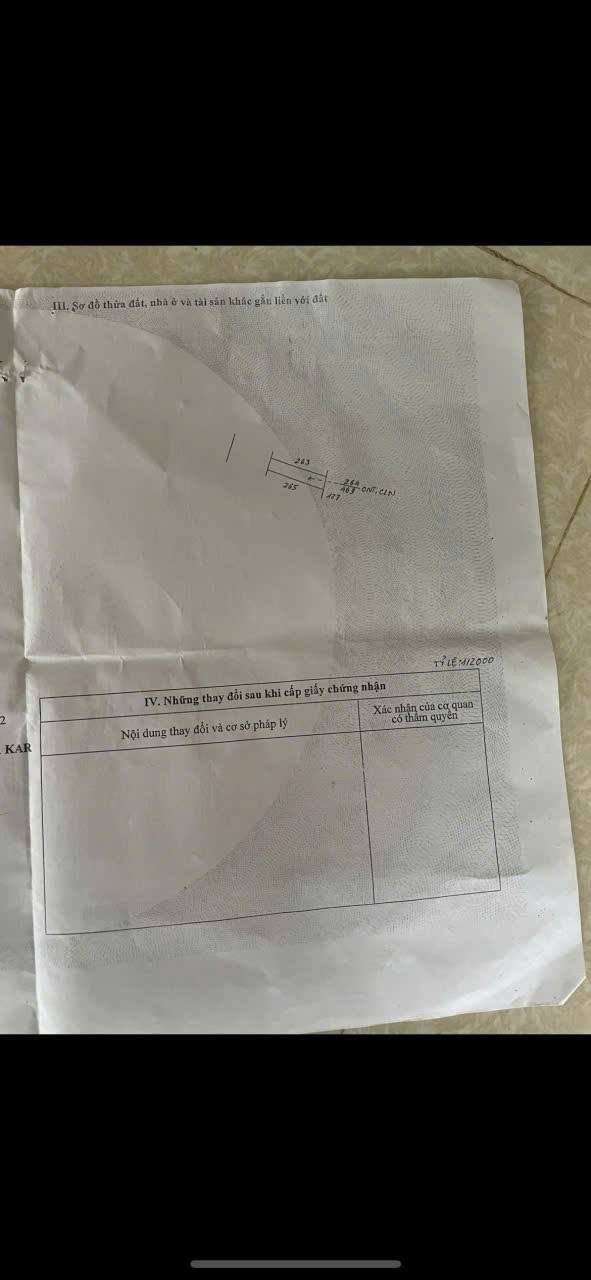 III. Sơ đồ thửa đất, nhà ở và tài sản khác gắn liền với đất
263
264
463 ONT, CLN
265
127
TỶ LỆ 1/2000
IV. Những thay đổi sau khi cấp giấy chứng nhận
Nội dung thay đổi và cơ sở pháp lý
Xác nhận của cơ quan
có thẩm quyền
2
KAR